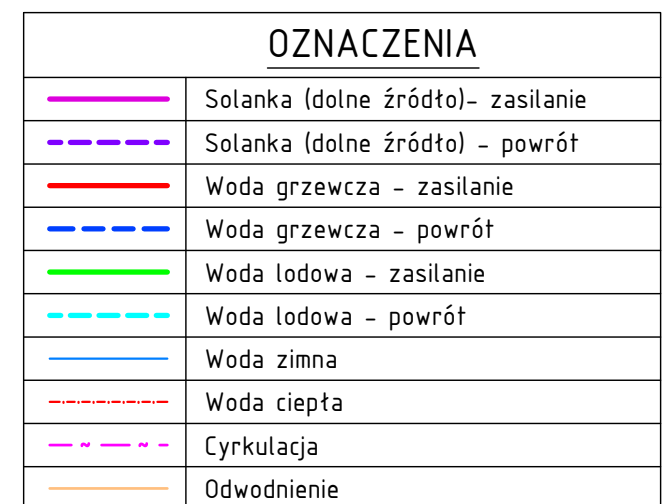 OZNACZENIA
Solanka (dolne źródło)- zasilanie
Solanka (dolne źródło) - powrót
Woda grzewcza - zasilanie
Woda grzewcza - powrót
Woda lodowa - zasilanie
Woda lodowa - powrót
Woda zimna
Woda ciepła
Cyrkulacja
Odwodnienie